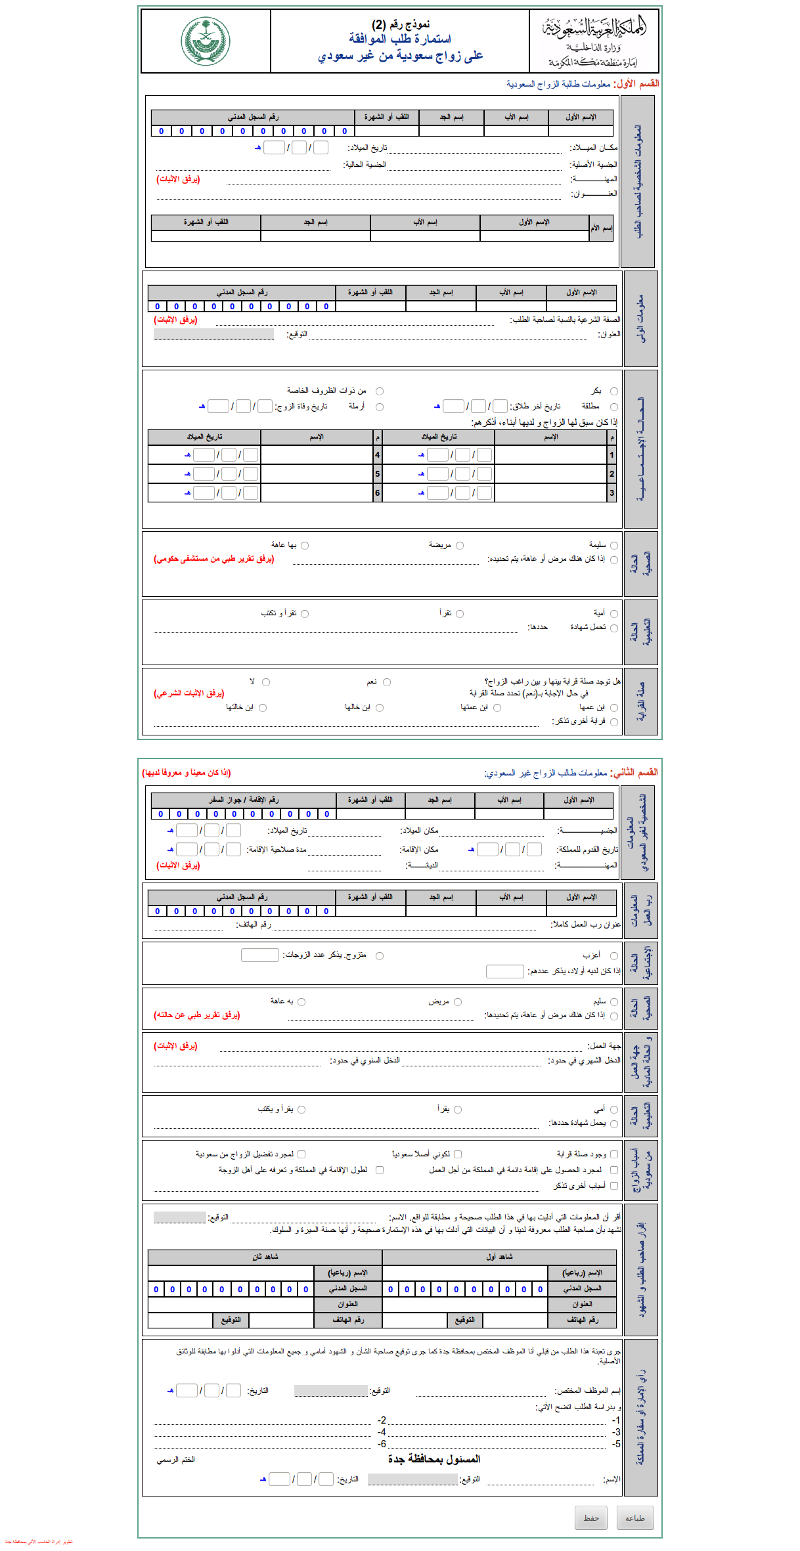 المملكة العربية السعودية
وزارة الداخلية
إمارة منطقة مكة المكرمة
نموذج رقم (2)
استمارة طلب الموافقة
على زواج سعودية من غير سعودي
القسم الأول: معلومات طالبة الزواج السعودية
المعلومات الشخصية لصاحب الطلب
الإسم الأول إسم الأب إسم الجد اللقب أو الشهرة رقم السجل المدني
0 0 0 0 0 0 0 0 0 0
مكان الميلاد: تاريخ الميلاد: / / هـ
الجنسية الأصلية: الجنسية الحالية:
المهنة: (يرفق الإثبات)
العنوان:
إسم الأم الإسم الأول إسم الأب إسم الجد اللقب أو الشهرة
معلومات الولي
الإسم الأول إسم الأب إسم الجد اللقب أو الشهرة رقم السجل المدني
0 0 0 0 0 0 0 0 0 0
الصفة الشرعية بالنسبة لصاحبة الطلب: (يرفق الإثبات)
العنوان: التوقيع:
الحالة الإجتماعية
بكر من ذوات الظروف الخاصة
مطلقة تاريخ آخر طلاق: / / هـ أرملة تاريخ وفاة الزوج: / / هـ
إذا كان سبق لها الزواج و لديها أبناء، أذكرهم:
م الإسم تاريخ الميلاد م الإسم تاريخ الميلاد
1 / / هـ 4 / / هـ
2 / / هـ 5 / / هـ
3 / / هـ 6 / / هـ
الحالة الصحية
سليمة مريضة بها عاهة
إذا كان هناك مرض أو عاهة، يتم تحديده: (يرفق تقرير طبي من مستشفى حكومي)
الحالة التعليمية
أمية تقرأ تقرأ و تكتب
تحمل شهادة حددها:
صلة القرابة
هل توجد صلة قرابة بينها و بين راغب الزواج؟ نعم لا
في حال الإجابة بـ(نعم) تحدد صلة القرابة (يرفق الإثبات الشرعي)
ابن عمها ابن عمتها ابن خالها ابن خالتها
قرابة أخرى تذكر:
القسم الثاني: معلومات طالب الزواج غير السعودي: (إذا كان معينا و معروفا لديها)
المعلومات الشخصية لغير السعودي
الإسم الأول إسم الأب إسم الجد اللقب أو الشهرة رقم الإقامة / جواز السفر
0 0 0 0 0 0 0 0 0 0
الجنسية: مكان الميلاد: تاريخ الميلاد: / / هـ
تاريخ القدوم للمملكة: / / هـ مكان الإقامة: مدة صلاحية الإقامة: / / هـ
المهنة: الديانة: (يرفق الإثبات)
المعلومات رب العمل
الإسم الأول إسم الأب إسم الجد اللقب أو الشهرة رقم السجل المدني
0 0 0 0 0 0 0 0 0 0
عنوان رب العمل كاملا: رقم الهاتف:
الحالة الإجتماعية
أعزب متزوج. يذكر عدد الزوجات:
إذا كان لديه أولاد، يذكر عددهم:
الحالة الصحية
سليم مريض به عاهة
إذا كان هناك مرض أو عاهة، يتم تحديدها: (يرفق تقرير طبي عن حالته)
جهة العمل و الحالة المادية
جهة العمل: (يرفق الإثبات)
الدخل الشهري في حدود: الدخل السنوي في حدود:
الحالة التعليمية
أمي يقرأ يقرأ و يكتب
يحمل شهادة حددها:
أسباب الزواج من سعودية
وجود صلة قرابة لكوني أصلا سعوديا لمجرد تفضيل الزواج من سعودية
لمجرد الحصول على إقامة دائمة في المملكة من أجل العمل لطول الإقامة في المملكة و تعرفه على أهل الزوجة
أسباب أخرى تذكر
إقرار صاحب الطلب و الشهود
أقر أن المعلومات التي أدليت بها في هذا الطلب صحيحة و مطابقة للواقع. الاسم: التوقيع:
نشهد بأن صاحبة الطلب معروفة لدينا و أن البيانات التي أدلت بها في هذه الإستمارة صحيحة و أنها حسنة السيرة و السلوك.
شاهد أول شاهد ثان
الاسم (رباعيا) الاسم (رباعيا)
السجل المدني 0 0 0 0 0 0 0 0 0 0 السجل المدني 0 0 0 0 0 0 0 0 0 0
العنوان العنوان
رقم الهاتف التوقيع رقم الهاتف التوقيع
رأي الإمارة أو سفارة المملكة
جرى تعبئة هذا الطلب من قبلي أنا الموظف المختص بمحافظة جدة كما جرى توقيع صاحبة الشأن و الشهود أمامي و جميع المعلومات التي أدلوا بها مطابقة للوثائق
الأصلية.
إسم الموظف المختص: التوقيع: التاريخ: / / هـ
و بدراسة الطلب اتضح الآتي:
1- 2-
3- 4-
5- 6-
المسئول بمحافظة جدة الختم الرسمي
الإسم: التوقيع: التاريخ: / / هـ
طباعة حفظ
تطوير إدارة الحاسب الآلي بمحافظة جدة